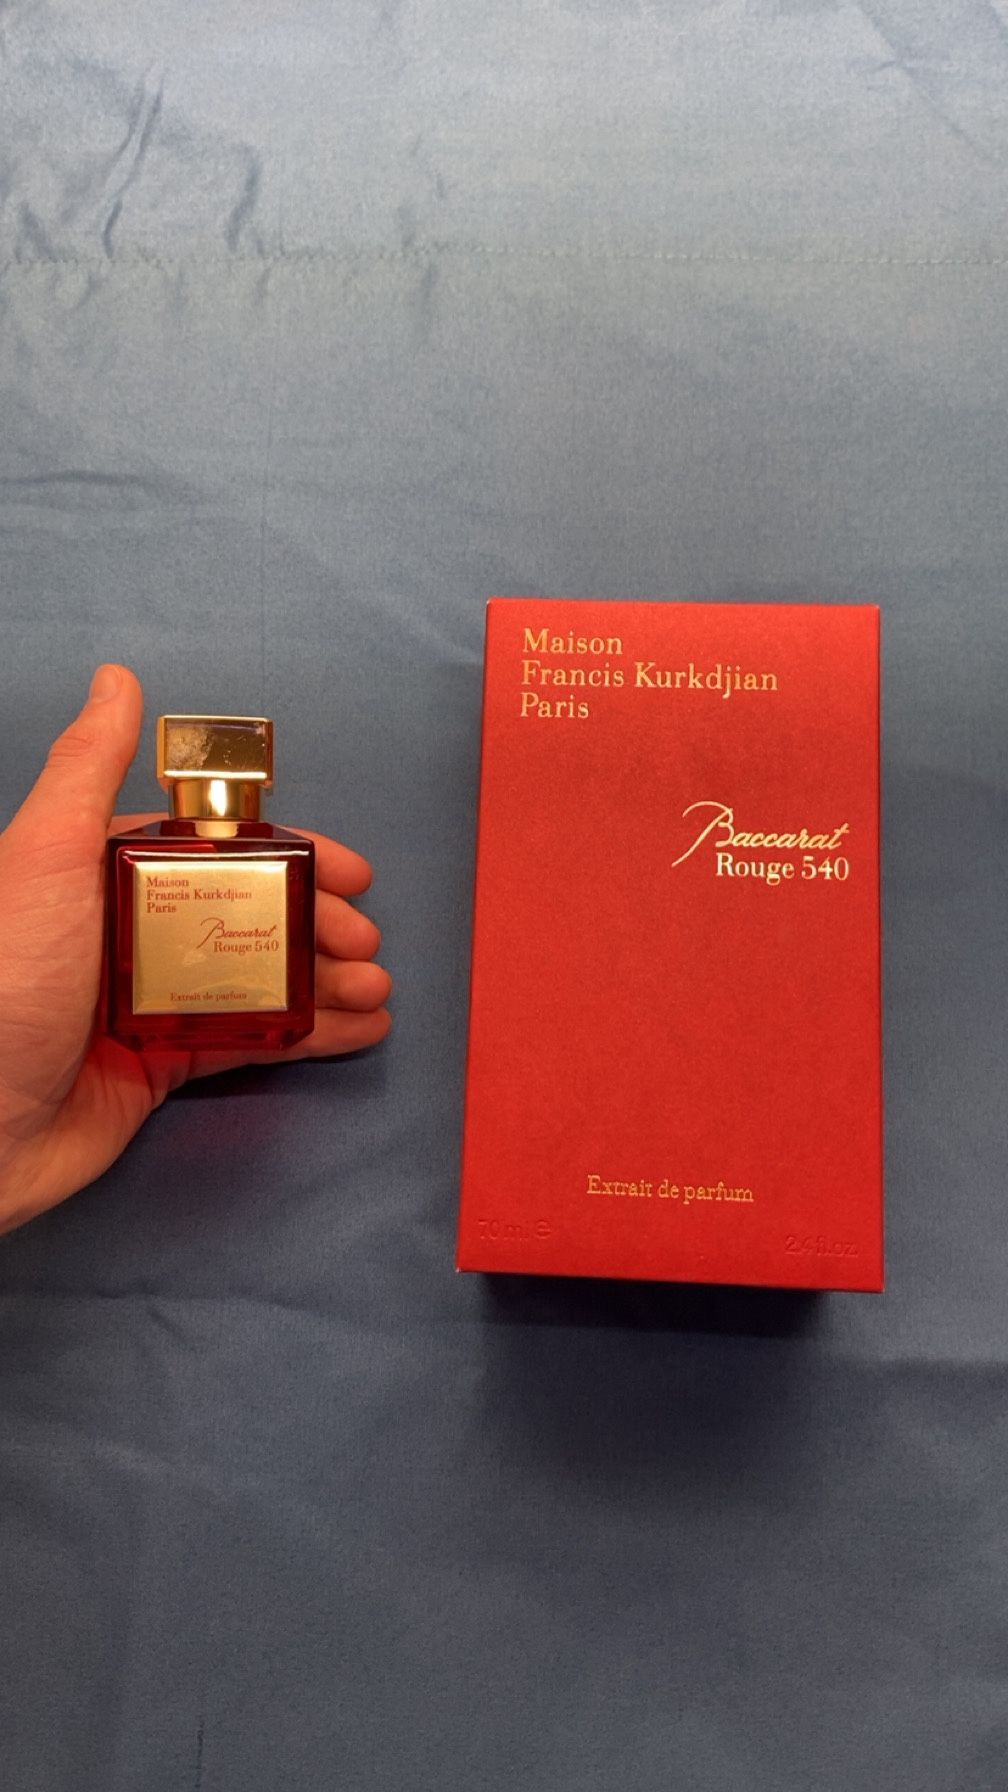 Maison
Francis Kurkdjian
Paris
Baccarat
Rouge 540
Extrait de parfum
Maison
Francis Kurkdjian
Paris
Baccarat
Rouge 540
Extrait de parfum
70 ml ℮
2.4 fl.oz.